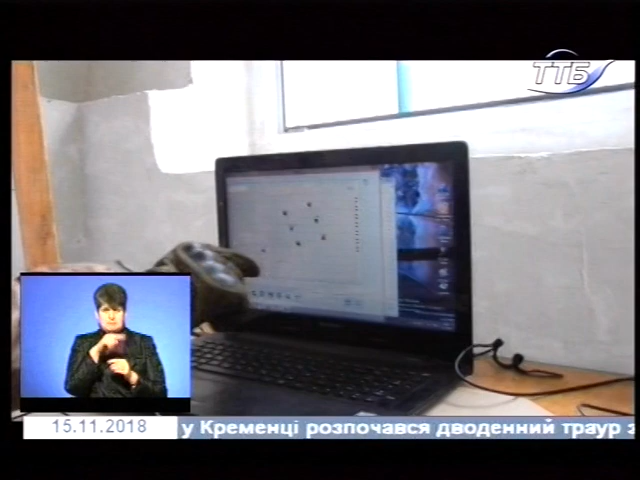 ТТБ
15.11.2018
у Кременці розпочався дводенний траур з